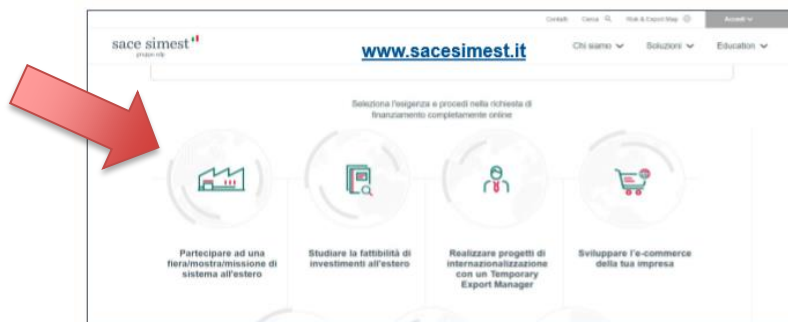 Contatti Cerca Risk & Export Map Accedi
sace simest
gruppo cdp
www.sacesimest.it
Chi siamo Soluzioni Education
Seleziona l'esigenza e procedi nella richiesta di
finanziamento completamente online
Partecipare ad una
fiera/mostra/missione di
sistema all'estero
Studiare la fattibilità di
investimenti all'estero
Realizzare progetti di
internazionalizzazione
con un Temporary
Export Manager
Sviluppare l'e-commerce
della tua impresa